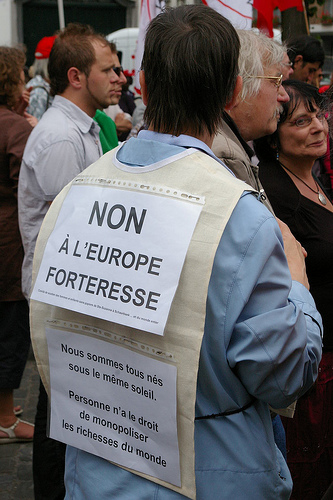 NON
À L'EUROPE
FORTERESSE
Nous sommes tous nés
sous le même soleil.
Personne n'a le droit
de monopoliser
les richesses du monde